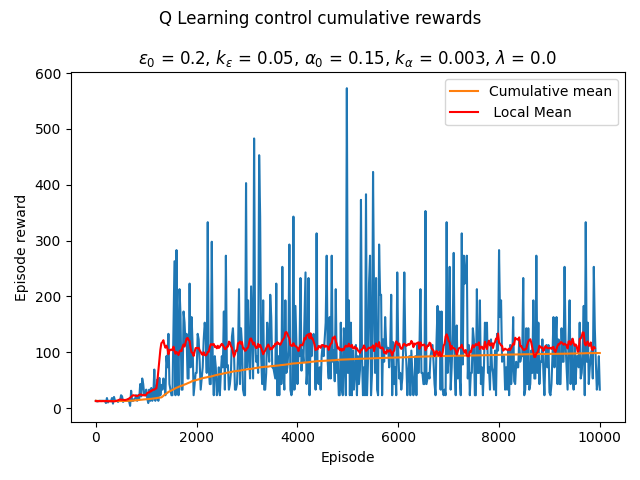 Q Learning control cumulative rewards
ε₀ = 0.2, kε = 0.05, α₀ = 0.15, kα = 0.003, λ = 0.0
600
500
400
300
200
100
0
Episode reward
Cumulative mean
Local Mean
0 2000 4000 6000 8000 10000
Episode